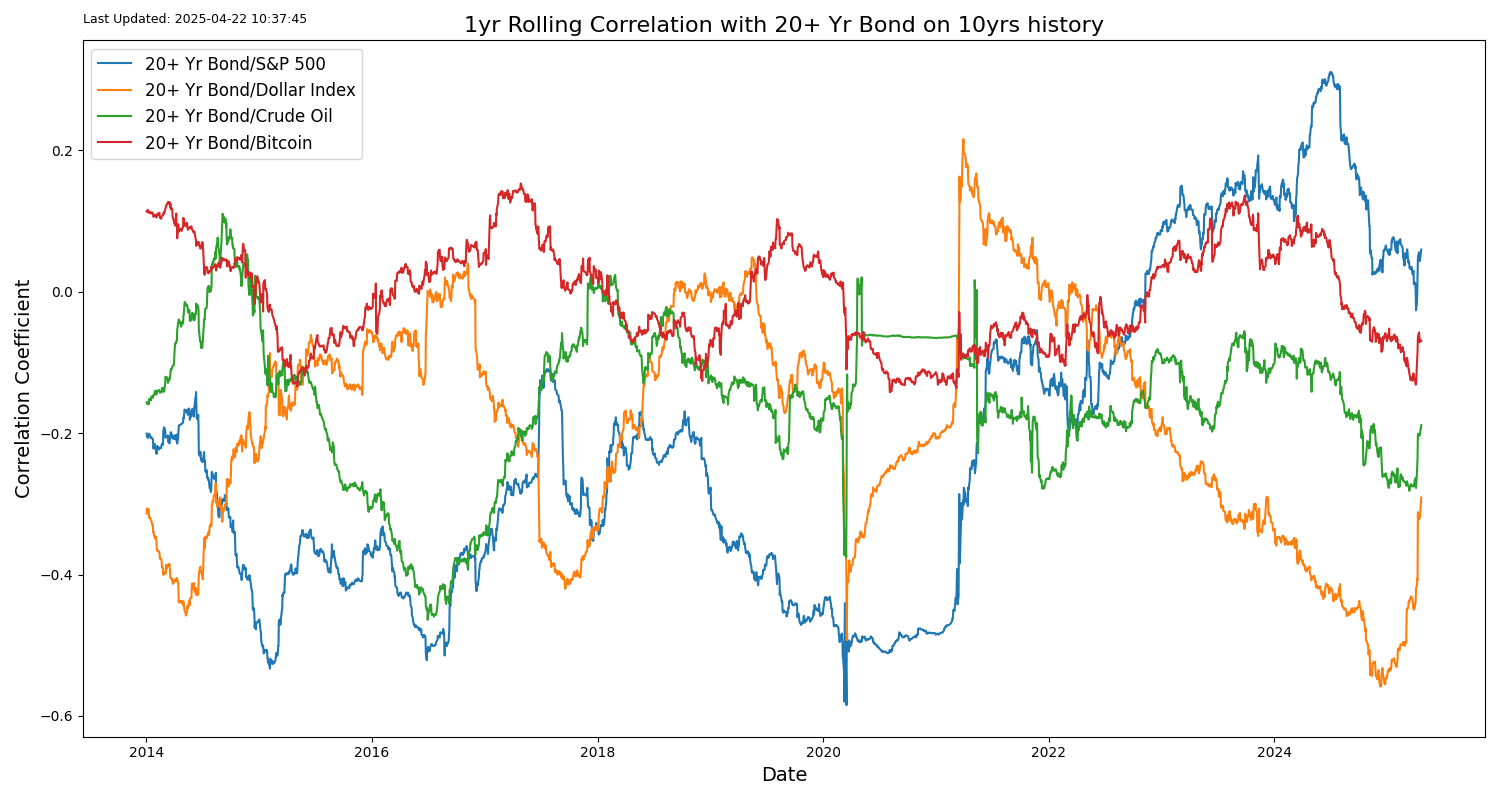 Last Updated: 2025-04-22 10:37:45
1yr Rolling Correlation with 20+ Yr Bond on 10yrs history
20+ Yr Bond/S&P 500
20+ Yr Bond/Dollar Index
20+ Yr Bond/Crude Oil
20+ Yr Bond/Bitcoin
Correlation Coefficient
0.2
0.0
−0.2
−0.4
−0.6
2014
2016
2018
2020
2022
2024
Date